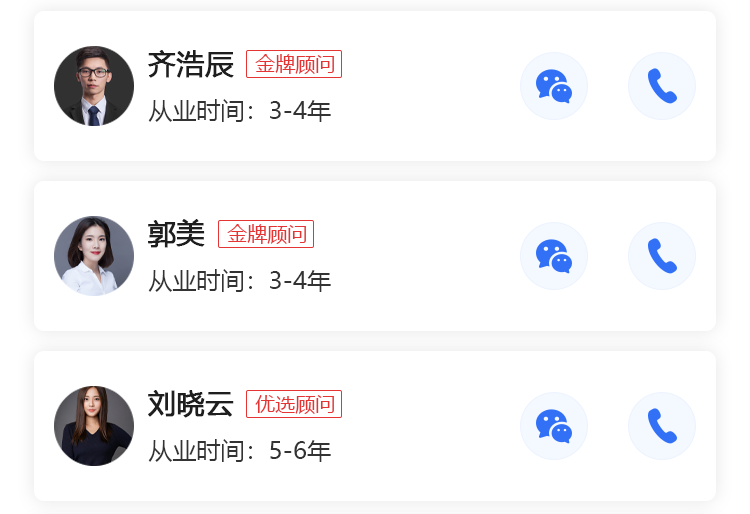 齐浩辰 金牌顾问
从业时间：3-4年
郭美 金牌顾问
从业时间：3-4年
刘晓云 优选顾问
从业时间：5-6年